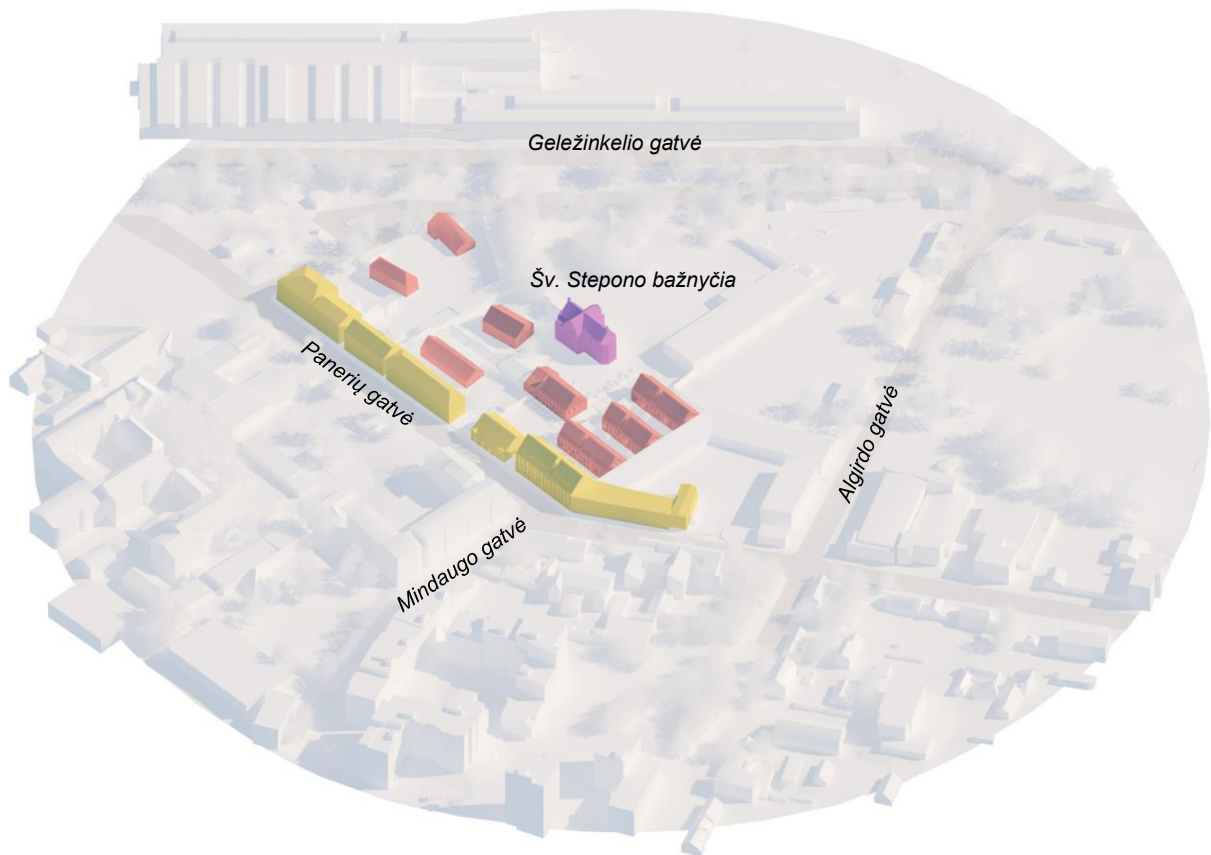 Geležinkelio gatvė
Šv. Stepono bažnyčia
Panerių gatvė
Algirdo gatvė
Mindaugo gatvė